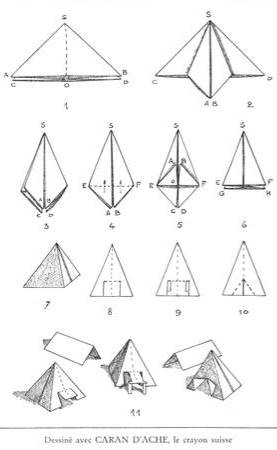 S
A B
C O D
1
S
C D
A B
2
S
A B
C D
3
S
E F
A B
4
S
A B
E F
C D
5
S
E F
G H
6
7
8
9
10
11
Dessiné avec CARAN D'ACHE, le crayon suisse